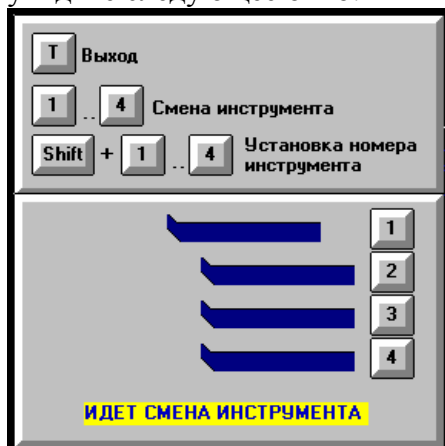 T Выход
1 .. 4 Смена инструмента
Shift + 1 .. 4 Установка номера
инструмента
1
2
3
4
ИДЕТ СМЕНА ИНСТРУМЕНТА